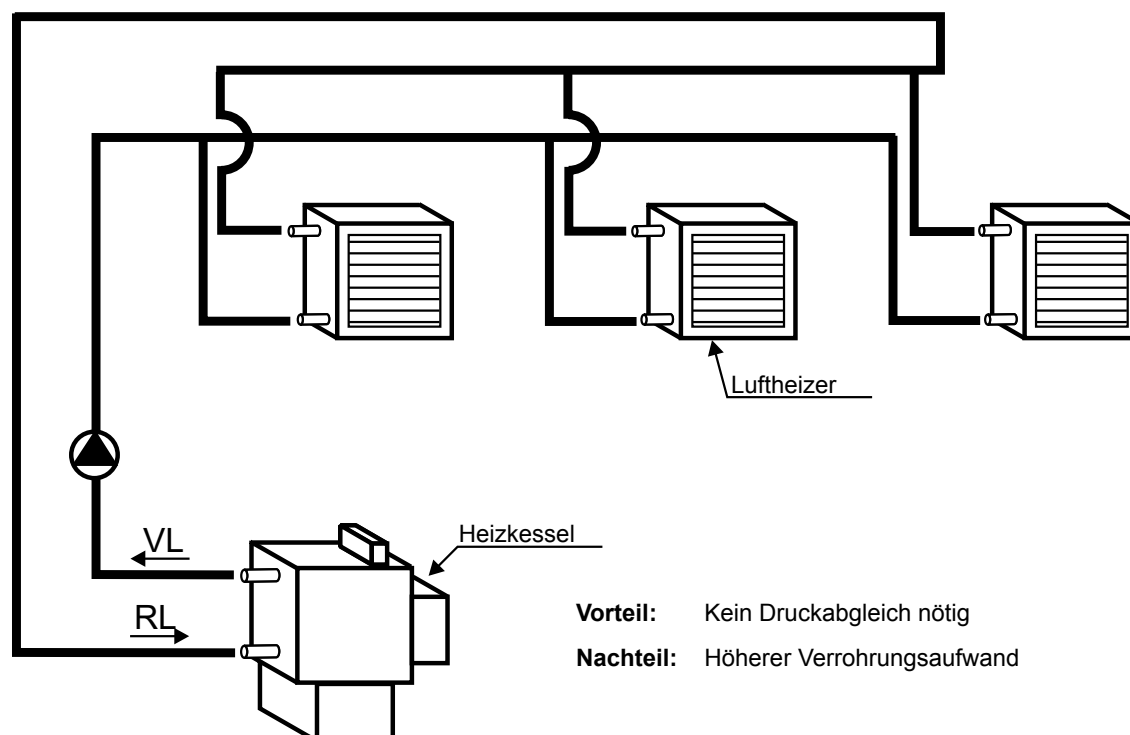 Luftheizer
VL
Heizkessel
RL
Vorteil: Kein Druckabgleich nötig
Nachteil: Höherer Verrohrungsaufwand